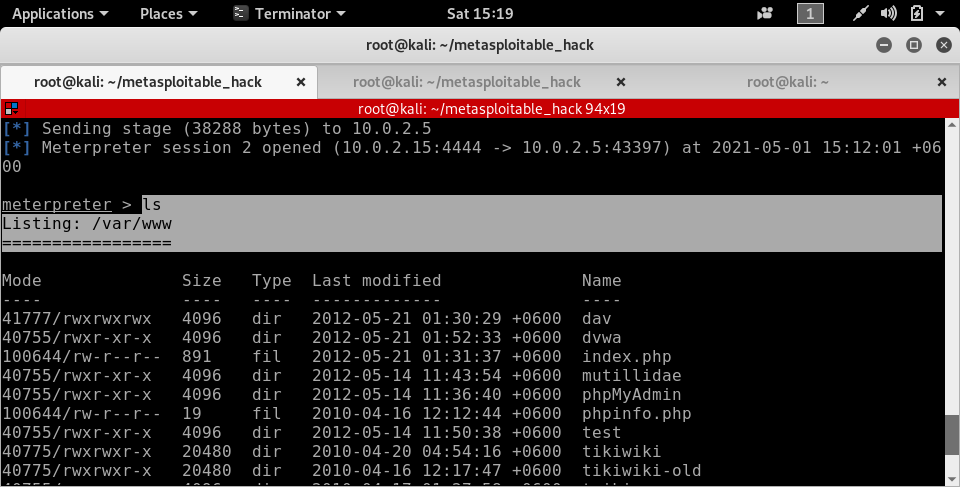 Applications Places Terminator Sat 15:19 1
root@kali: ~/metasploitable_hack
root@kali: ~/metasploitable_hack × root@kali: ~/metasploitable_hack × root@kali: ~ ×
root@kali: ~/metasploitable_hack 94x19
[*] Sending stage (38288 bytes) to 10.0.2.5
[*] Meterpreter session 2 opened (10.0.2.15:4444 -> 10.0.2.5:43397) at 2021-05-01 15:12:01 +06
00
meterpreter > ls
Listing: /var/www
=================
Mode Size Type Last modified Name
---- ---- ---- ------------- ----
41777/rwxrwxrwx 4096 dir 2012-05-21 01:30:29 +0600 dav
40755/rwxr-xr-x 4096 dir 2012-05-21 01:52:33 +0600 dvwa
100644/rw-r--r-- 891 fil 2012-05-21 01:31:37 +0600 index.php
40755/rwxr-xr-x 4096 dir 2012-05-14 11:43:54 +0600 mutillidae
40755/rwxr-xr-x 4096 dir 2012-05-14 11:36:40 +0600 phpMyAdmin
100644/rw-r--r-- 19 fil 2010-04-16 12:12:44 +0600 phpinfo.php
40755/rwxr-xr-x 4096 dir 2012-05-14 11:50:38 +0600 test
40775/rwxrwxr-x 20480 dir 2010-04-20 04:54:16 +0600 tikiwiki
40775/rwxrwxr-x 20480 dir 2010-04-16 12:17:47 +0600 tikiwiki-old